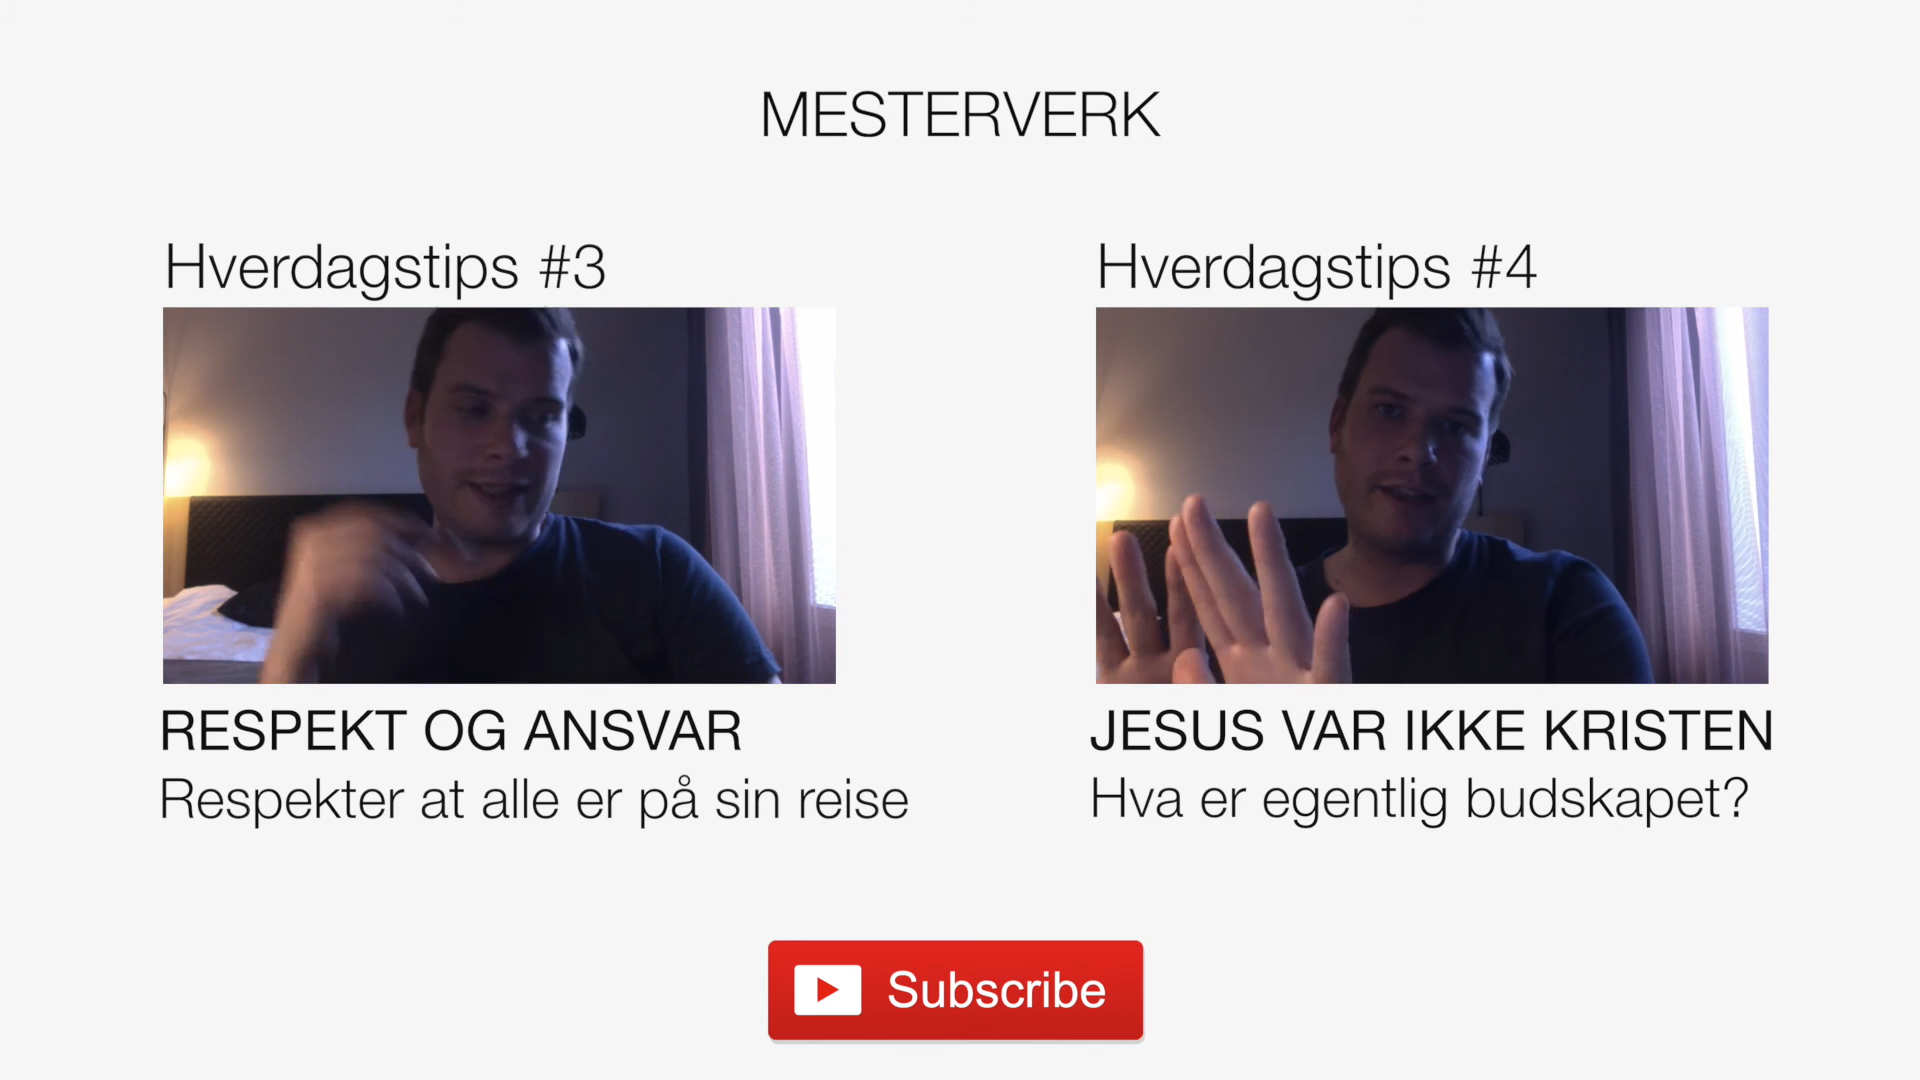 MESTERVERK
Hverdagstips #3
RESPEKT OG ANSVAR
Respekter at alle er på sin reise
Hverdagstips #4
JESUS VAR IKKE KRISTEN
Hva er egentlig budskapet?
Subscribe